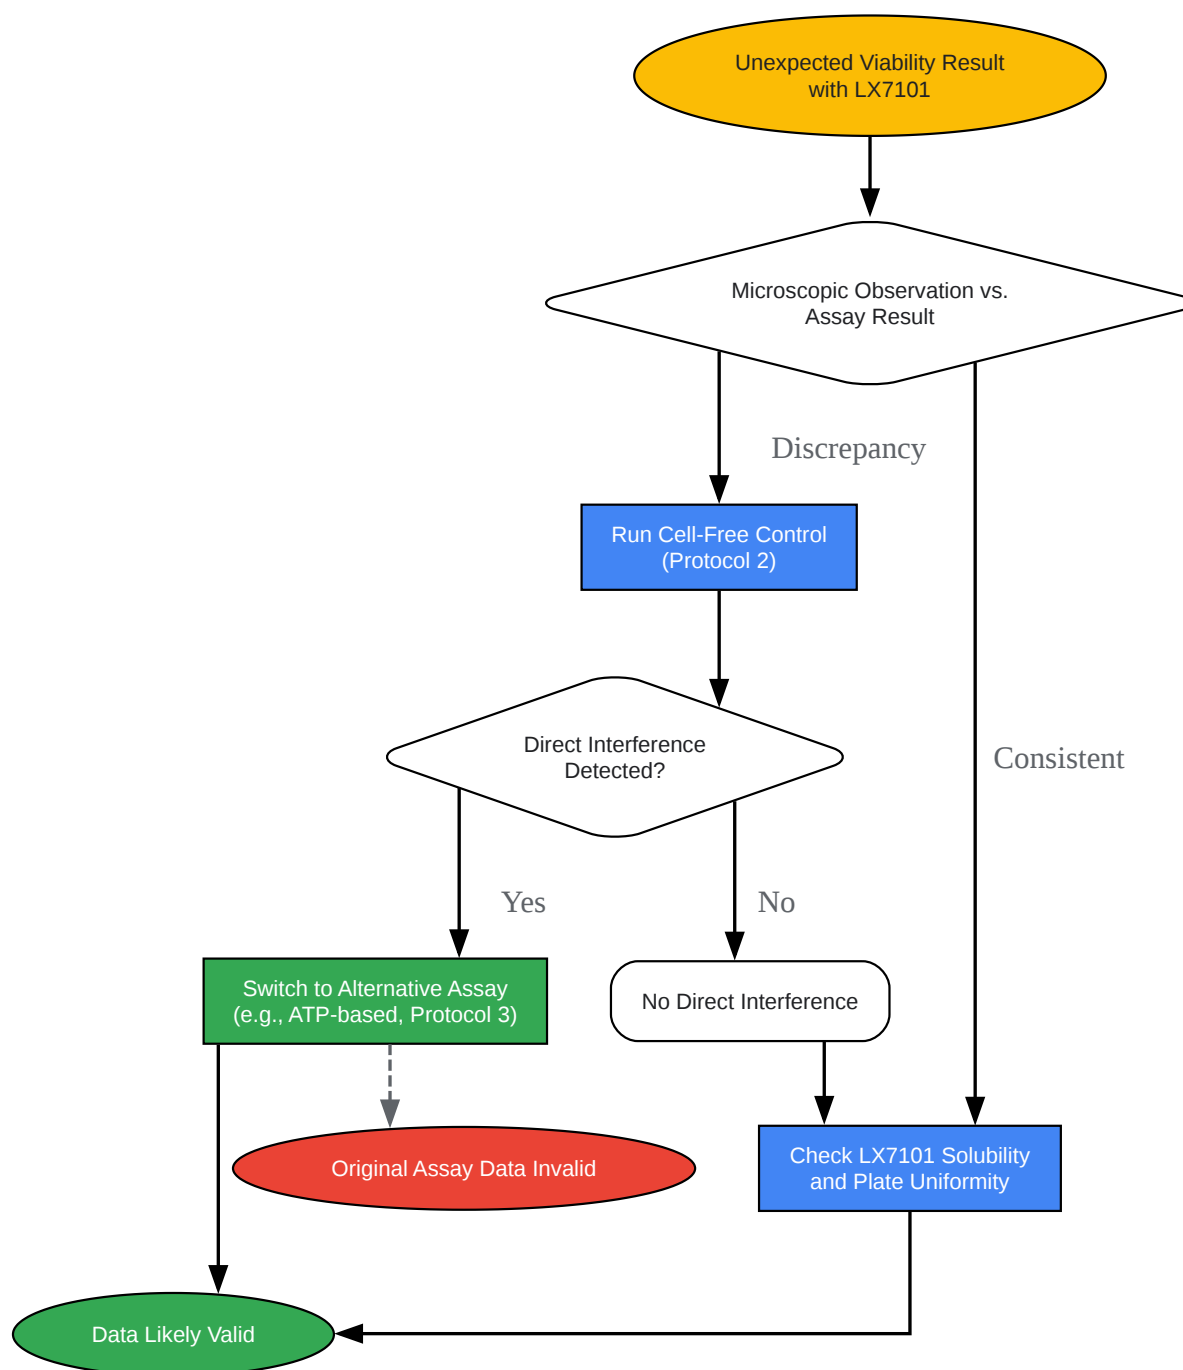 Unexpected Viability Result
with LX7101
Microscopic Observation vs.
Assay Result
Discrepancy
Run Cell-Free Control
(Protocol 2)
Direct Interference
Detected?
Consistent
Yes
No
Switch to Alternative Assay
(e.g., ATP-based, Protocol 3)
No Direct Interference
Original Assay Data Invalid
Check LX7101 Solubility
and Plate Uniformity
Data Likely Valid